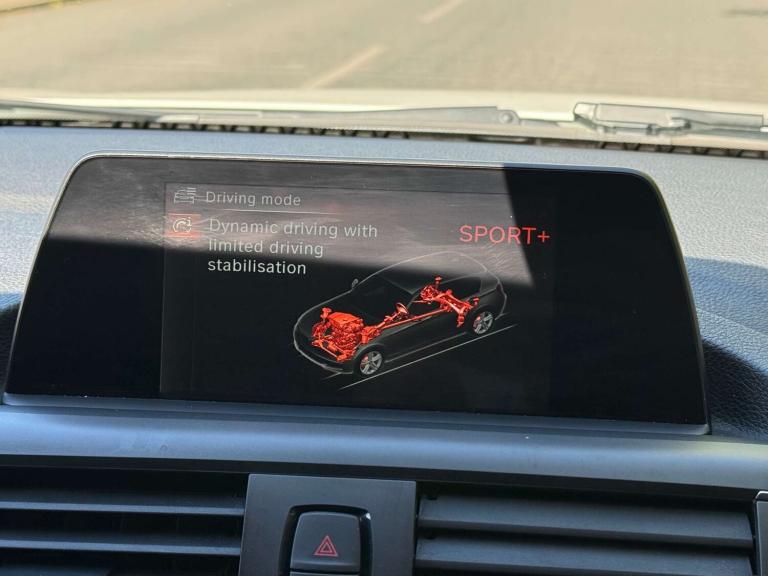 Driving mode
Dynamic driving with
limited driving
stabilisation
SPORT+